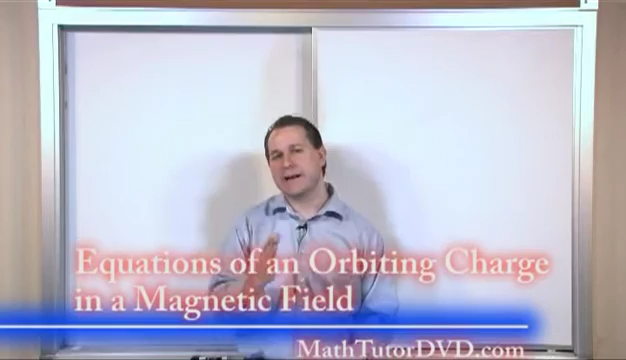 Equations of an Orbiting Charge
in a Magnetic Field
MathTutorDVD.com